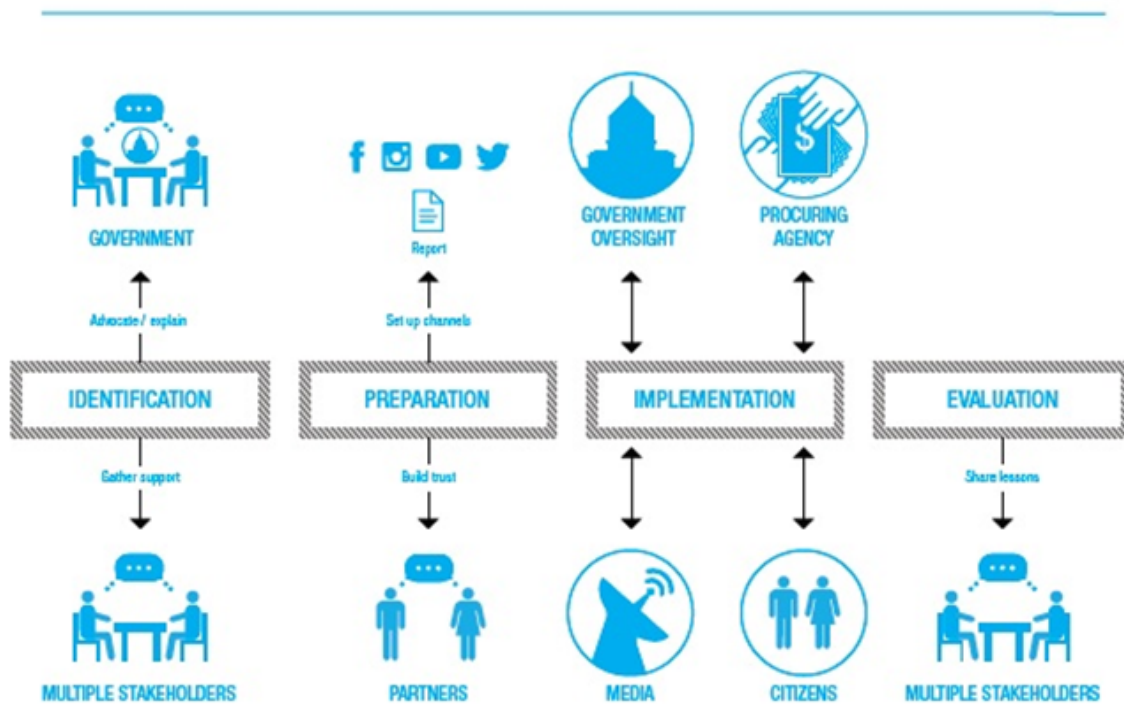 GOVERNMENT
Report
GOVERNMENT
OVERSIGHT
$
PROCURING
AGENCY
Advocate / explain
Set up channels
IDENTIFICATION
PREPARATION
IMPLEMENTATION
EVALUATION
Gather support
Build trust
Share lessons
MULTIPLE STAKEHOLDERS
PARTNERS
MEDIA
CITIZENS
MULTIPLE STAKEHOLDERS